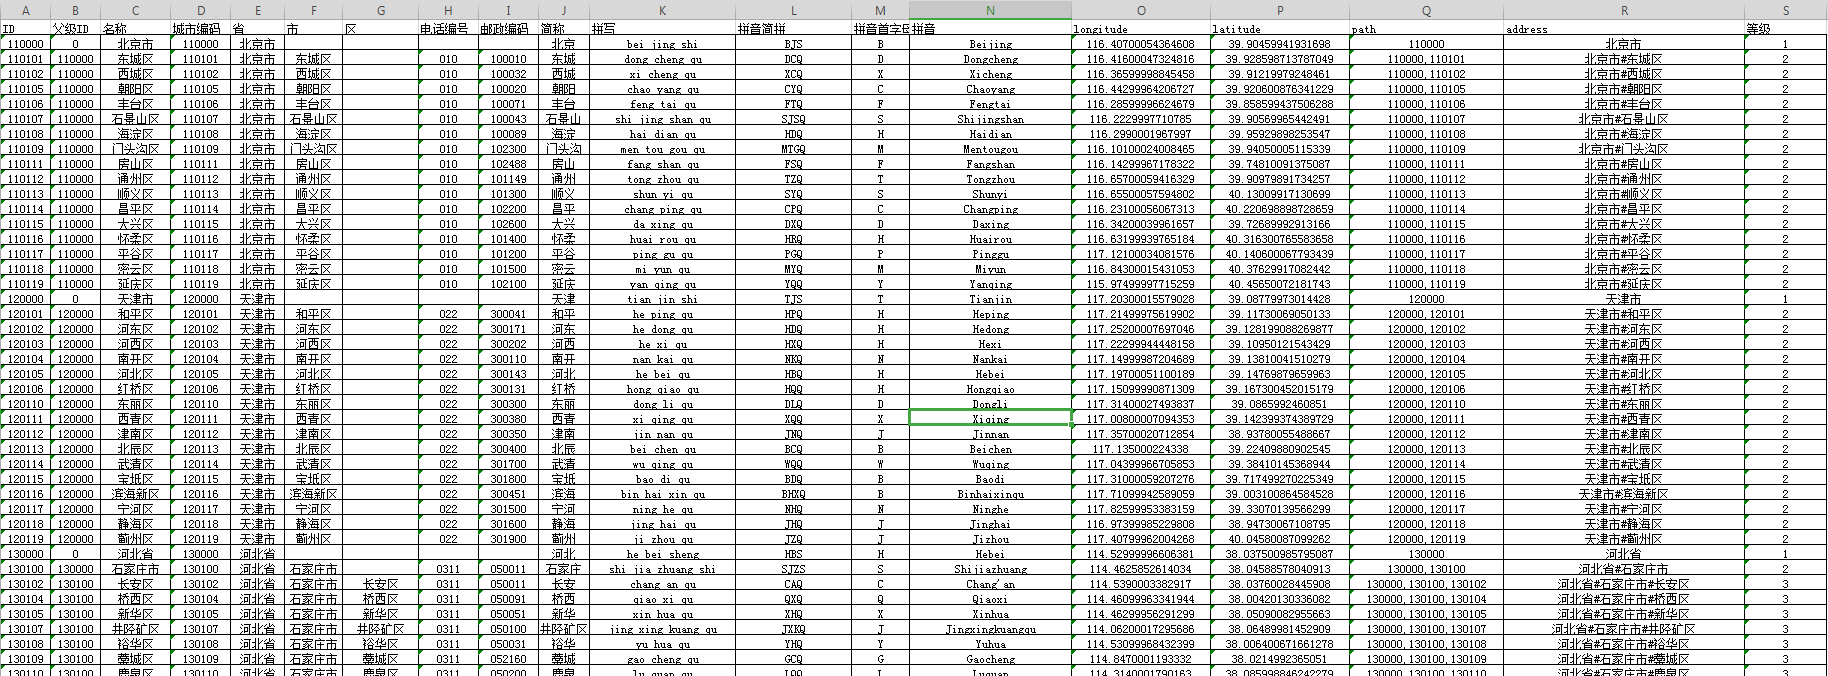 A B C D E F G H I J K L M N O P Q R S
ID 父级ID 名称 城市编码 省 市 区 电话编号 邮政编码 简称 拼写 拼音简拼 拼音首字母 拼音 longitude latitude path address 等级
110000 0 北京市 110000 北京市 北京 bei jing shi BJS B Beijing 116.40700054364608 39.90459941931698 110000 北京市 1
110101 110000 东城区 110101 北京市 东城区 010 100010 东城 dong cheng qu DCQ D Dongcheng 116.41600047324816 39.928598713787049 110000,110101 北京市#东城区 2
110102 110000 西城区 110102 北京市 西城区 010 100032 西城 xi cheng qu XCQ X Xicheng 116.36599998845458 39.91219979248461 110000,110102 北京市#西城区 2
110105 110000 朝阳区 110105 北京市 朝阳区 010 100020 朝阳 chao yang qu CYQ C Chaoyang 116.44299964206727 39.920600876341229 110000,110105 北京市#朝阳区 2
110106 110000 丰台区 110106 北京市 丰台区 010 100071 丰台 feng tai qu FTQ F Fengtai 116.28599996624679 39.858599437506288 110000,110106 北京市#丰台区 2
110107 110000 石景山区 110107 北京市 石景山区 010 100043 石景山 shi jing shan qu SJSQ S Shijingshan 116.2229997710785 39.90569965442491 110000,110107 北京市#石景山区 2
110108 110000 海淀区 110108 北京市 海淀区 010 100089 海淀 hai dian qu HDQ H Haidian 116.2990001967997 39.95929898253547 110000,110108 北京市#海淀区 2
110109 110000 门头沟区 110109 北京市 门头沟区 010 102300 门头沟 men tou gou qu MTGQ M Mentougou 116.10100024008465 39.94050005115339 110000,110109 北京市#门头沟区 2
110111 110000 房山区 110111 北京市 房山区 010 102488 房山 fang shan qu FSQ F Fangshan 116.14299967178322 39.74810091375087 110000,110111 北京市#房山区 2
110112 110000 通州区 110112 北京市 通州区 010 101149 通州 tong zhou qu TZQ T Tongzhou 116.65700059416329 39.90979891734257 110000,110112 北京市#通州区 2
110113 110000 顺义区 110113 北京市 顺义区 010 101300 顺义 shun yi qu SYQ S Shunyi 116.65500057594802 40.13009917130699 110000,110113 北京市#顺义区 2
110114 110000 昌平区 110114 北京市 昌平区 010 102200 昌平 chang ping qu CPQ C Changping 116.23100056067313 40.220698898728659 110000,110114 北京市#昌平区 2
110115 110000 大兴区 110115 北京市 大兴区 010 102600 大兴 da xing qu DXQ D Daxing 116.34200039961657 39.72689992913166 110000,110115 北京市#大兴区 2
110116 110000 怀柔区 110116 北京市 怀柔区 010 101400 怀柔 huai rou qu HRQ H Huairou 116.63199939765184 40.316300765583658 110000,110116 北京市#怀柔区 2
110117 110000 平谷区 110117 北京市 平谷区 010 101200 平谷 ping gu qu PGQ P Pinggu 117.12100034081576 40.140600067793439 110000,110117 北京市#平谷区 2
110118 110000 密云区 110118 北京市 密云区 010 101500 密云 mi yun qu MYQ M Miyun 116.84300015431053 40.37629917082442 110000,110118 北京市#密云区 2
110119 110000 延庆区 110119 北京市 延庆区 010 102100 延庆 yan qing qu YQQ Y Yanqing 115.97499997715259 40.45650072181743 110000,110119 北京市#延庆区 2
120000 0 天津市 120000 天津市 天津 tian jin shi TJS T Tianjin 117.20300015579028 39.08779973014428 120000 天津市 1
120101 120000 和平区 120101 天津市 和平区 022 300041 和平 he ping qu HPQ H Heping 117.21499975619902 39.11730069050133 120000,120101 天津市#和平区 2
120102 120000 河东区 120102 天津市 河东区 022 300171 河东 he dong qu HDQ H Hedong 117.25200007697046 39.128199088269877 120000,120102 天津市#河东区 2
120103 120000 河西区 120103 天津市 河西区 022 300202 河西 he xi qu HXQ H Hexi 117.22299944448158 39.10950121543429 120000,120103 天津市#河西区 2
120104 120000 南开区 120104 天津市 南开区 022 300110 南开 nan kai qu NKQ N Nankai 117.14999987204689 39.13810041510279 120000,120104 天津市#南开区 2
120105 120000 河北区 120105 天津市 河北区 022 300143 河北 he bei qu HBQ H Hebei 117.19700051100189 39.14769879659963 120000,120105 天津市#河北区 2
120106 120000 红桥区 120106 天津市 红桥区 022 300131 红桥 hong qiao qu HQQ H Hongqiao 117.15099990871309 39.167300452015179 120000,120106 天津市#红桥区 2
120110 120000 东丽区 120110 天津市 东丽区 022 300300 东丽 dong li qu DLQ D Dongli 117.31400027493837 39.0865992460851 120000,120110 天津市#东丽区 2
120111 120000 西青区 120111 天津市 西青区 022 300380 西青 xi qing qu XQQ X Xiqing 117.00800007094353 39.142399374389729 120000,120111 天津市#西青区 2
120112 120000 津南区 120112 天津市 津南区 022 300350 津南 jin nan qu JNQ J Jinnan 117.35700020712854 38.93780055488667 120000,120112 天津市#津南区 2
120113 120000 北辰区 120113 天津市 北辰区 022 300400 北辰 bei chen qu BCQ B Beichen 117.135000224338 39.22409880902545 120000,120113 天津市#北辰区 2
120114 120000 武清区 120114 天津市 武清区 022 301700 武清 wu qing qu WQQ W Wuqing 117.04399966705853 39.38410145368944 120000,120114 天津市#武清区 2
120115 120000 宝坻区 120115 天津市 宝坻区 022 301800 宝坻 bao di qu BDQ B Baodi 117.31000059207276 39.717499270225349 120000,120115 天津市#宝坻区 2
120116 120000 滨海新区 120116 天津市 滨海新区 022 300451 滨海 bin hai xin qu BHXQ B Binhaixinqu 117.71099942589059 39.003100864584528 120000,120116 天津市#滨海新区 2
120117 120000 宁河区 120117 天津市 宁河区 022 301500 宁河 ning he qu NHQ N Ninghe 117.82599953383159 39.33070139566299 120000,120117 天津市#宁河区 2
120118 120000 静海区 120118 天津市 静海区 022 301600 静海 jing hai qu JHQ J Jinghai 116.97399985229808 38.94730067108795 120000,120118 天津市#静海区 2
120119 120000 蓟州区 120119 天津市 蓟州区 022 301900 蓟州 ji zhou qu JZQ J Jizhou 117.40799962004268 40.04580087099262 120000,120119 天津市#蓟州区 2
130000 0 河北省 130000 河北省 河北 he bei sheng HBS H Hebei 114.52999996606381 38.037500985795087 130000 河北省 1
130100 130000 石家庄市 130100 河北省 石家庄市 0311 050011 石家庄 shi jia zhuang shi SJZS S Shijiazhuang 114.4625852614034 38.04588578040913 130000,130100 河北省#石家庄市 2
130102 130100 长安区 130102 河北省 石家庄市 长安区 0311 050011 长安 chang an qu CAQ C Chang'an 114.5390003382917 38.03760028445908 130000,130100,130102 河北省#石家庄市#长安区 3
130104 130100 桥西区 130104 河北省 石家庄市 桥西区 0311 050091 桥西 qiao xi qu QXQ Q Qiaoxi 114.46099963341944 38.00420130336082 130000,130100,130104 河北省#石家庄市#桥西区 3
130105 130100 新华区 130105 河北省 石家庄市 新华区 0311 050051 新华 xin hua qu XHQ X Xinhua 114.46299956291299 38.05090082955663 130000,130100,130105 河北省#石家庄市#新华区 3
130107 130100 井陉矿区 130107 河北省 石家庄市 井陉矿区 0311 050100 井陉矿区 jing xing kuang qu JXKQ J Jingxingkuangqu 114.06200017295686 38.06489981452909 130000,130100,130107 河北省#石家庄市#井陉矿区 3
130108 130100 裕华区 130108 河北省 石家庄市 裕华区 0311 050031 裕华 yu hua qu YHQ Y Yuhua 114.53099968432399 38.006400671661278 130000,130100,130108 河北省#石家庄市#裕华区 3
130109 130100 藁城区 130109 河北省 石家庄市 藁城区 0311 052160 藁城 gao cheng qu GCQ G Gaocheng 114.8470001193332 38.0214992365051 130000,130100,130109 河北省#石家庄市#藁城区 3
130110 130100 鹿泉区 130110 河北省 石家庄市 鹿泉区 0311 050200 鹿泉 lu quan qu LQQ L Luquan 114.3140001790163 38.085998846242279 130000,130100,130110 河北省#石家庄市#鹿泉区 3